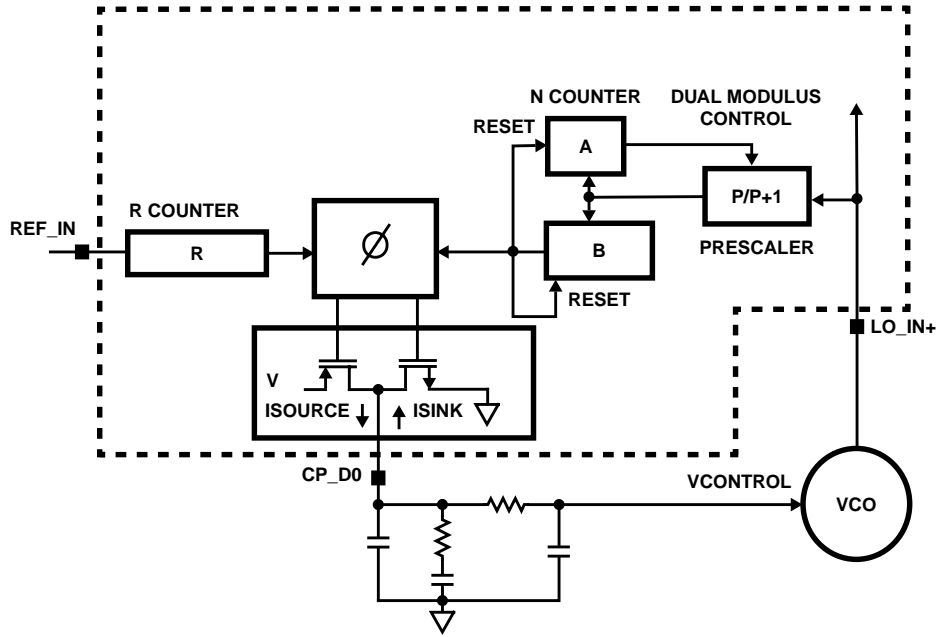 N COUNTER
DUAL MODULUS
CONTROL
RESET
A
P/P+1
PRESCALER
R COUNTER
REF_IN
R
Ø
B
RESET
LO_IN+
V
ISOURCE
ISINK
CP_D0
VCONTROL
VCO